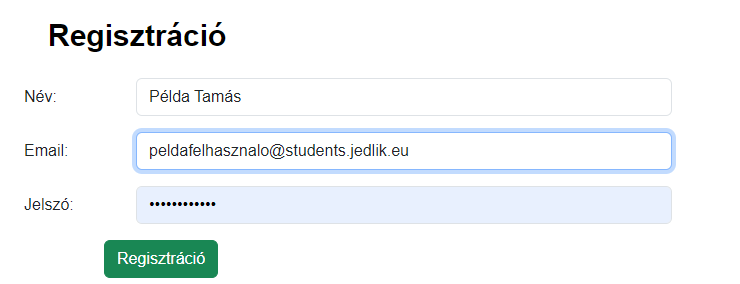 Regisztráció
Név: Példa Tamás
Email: peldafelhasznalo@students.jedlik.eu
Jelszó: ••••••••••••
Regisztráció